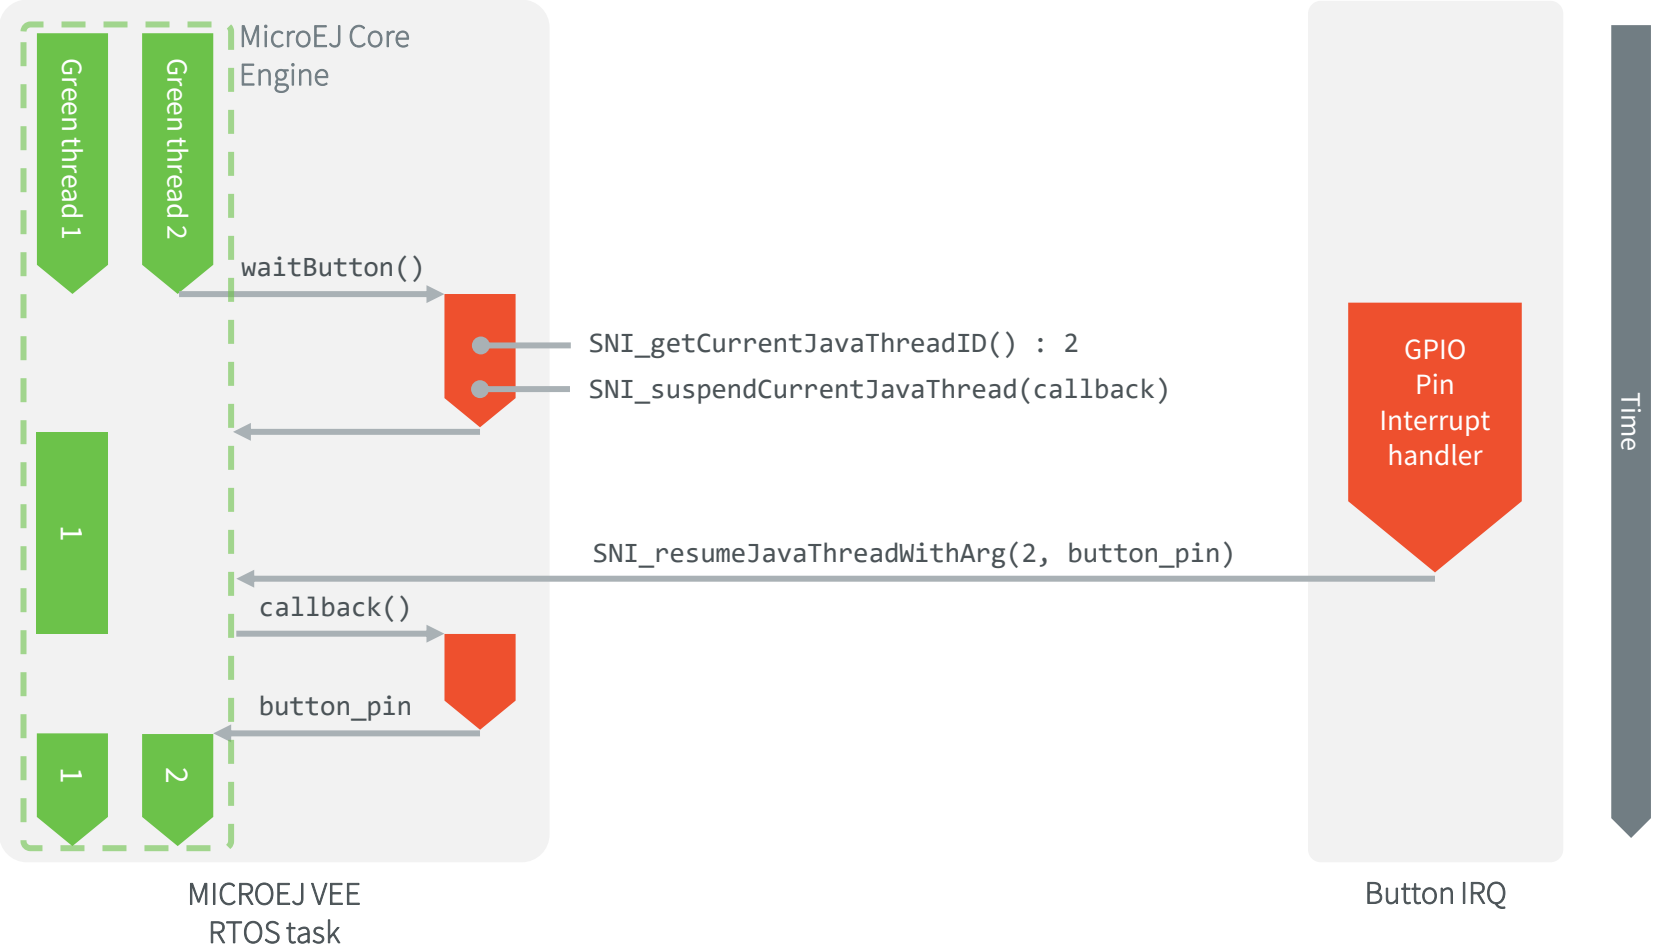 MicroEJ Core
Engine
Green thread 1
Green thread 2
waitButton()
SNI_getCurrentJavaThreadID() : 2
SNI_suspendCurrentJavaThread(callback)
GPIO
Pin
Interrupt
handler
Time
1
SNI_resumeJavaThreadWithArg(2, button_pin)
callback()
button_pin
1
2
MICROEJ VEE
RTOS task
Button IRQ